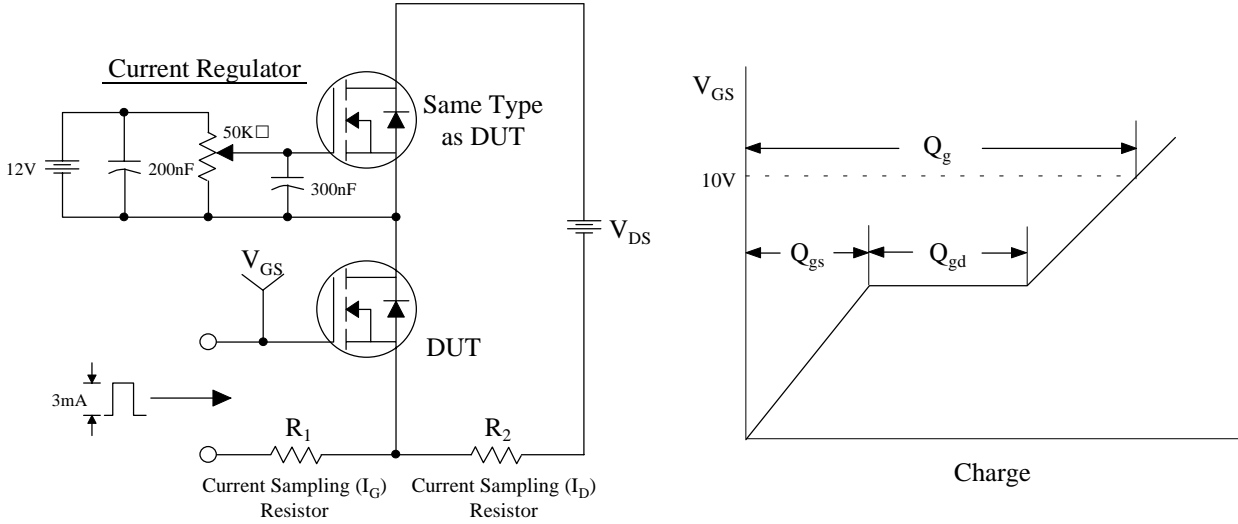 Current Regulator
12V
200nF
50K□
300nF
Same Type
as DUT
V_DS
V_GS
DUT
3mA
R_1
R_2
Current Sampling (I_G)
Resistor
Current Sampling (I_D)
Resistor
V_GS
Q_g
10V
Q_gs
Q_gd
Charge